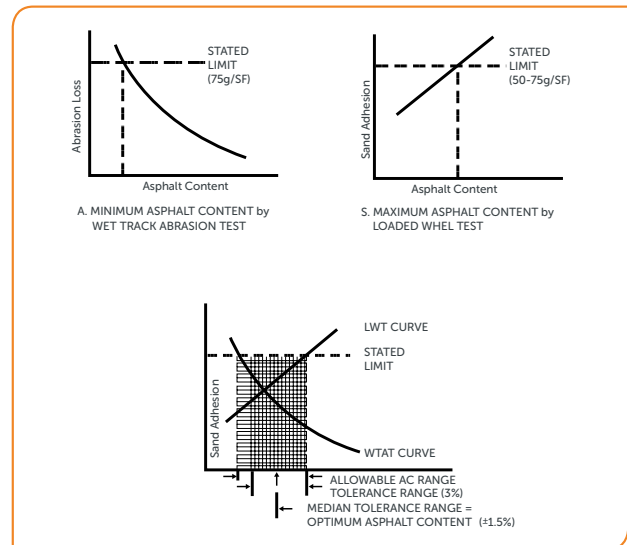 STATED
LIMIT
(75g/SF)
Abrasion Loss
Asphalt Content
A. MINIMUM ASPHALT CONTENT by
WET TRACK ABRASION TEST
STATED
LIMIT
(50-75g/SF)
Sand Adhesion
Asphalt Content
S. MAXIMUM ASPHALT CONTENT by
LOADED WHEL TEST
LWT CURVE
STATED
LIMIT
Sand Adhesion
WTAT CURVE
ALLOWABLE AC RANGE
TOLERANCE RANGE (3%)
MEDIAN TOLERANCE RANGE =
OPTIMUM ASPHALT CONTENT (±1.5%)